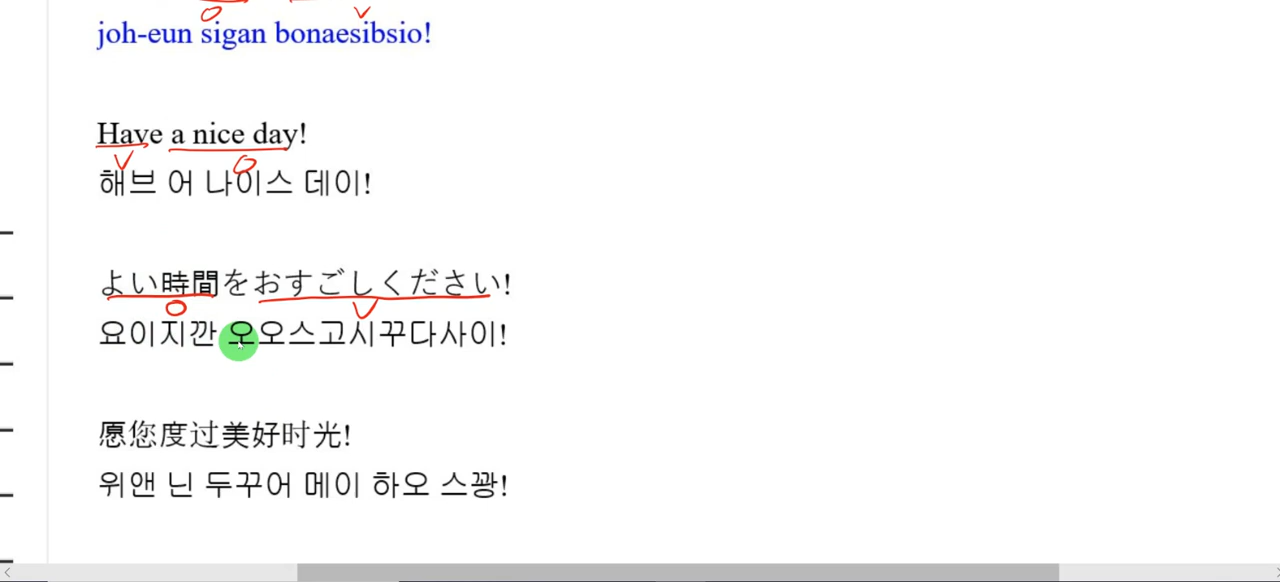 joh-eun sigan bonaesibsio!
Have a nice day!
해브 어 나이스 데이!
よい時間をおすごしください!
요이지깐 오오스고시꾸다사이!
愿您度过美好时光!
위앤 닌 두꾸어 메이 하오 스꽝!